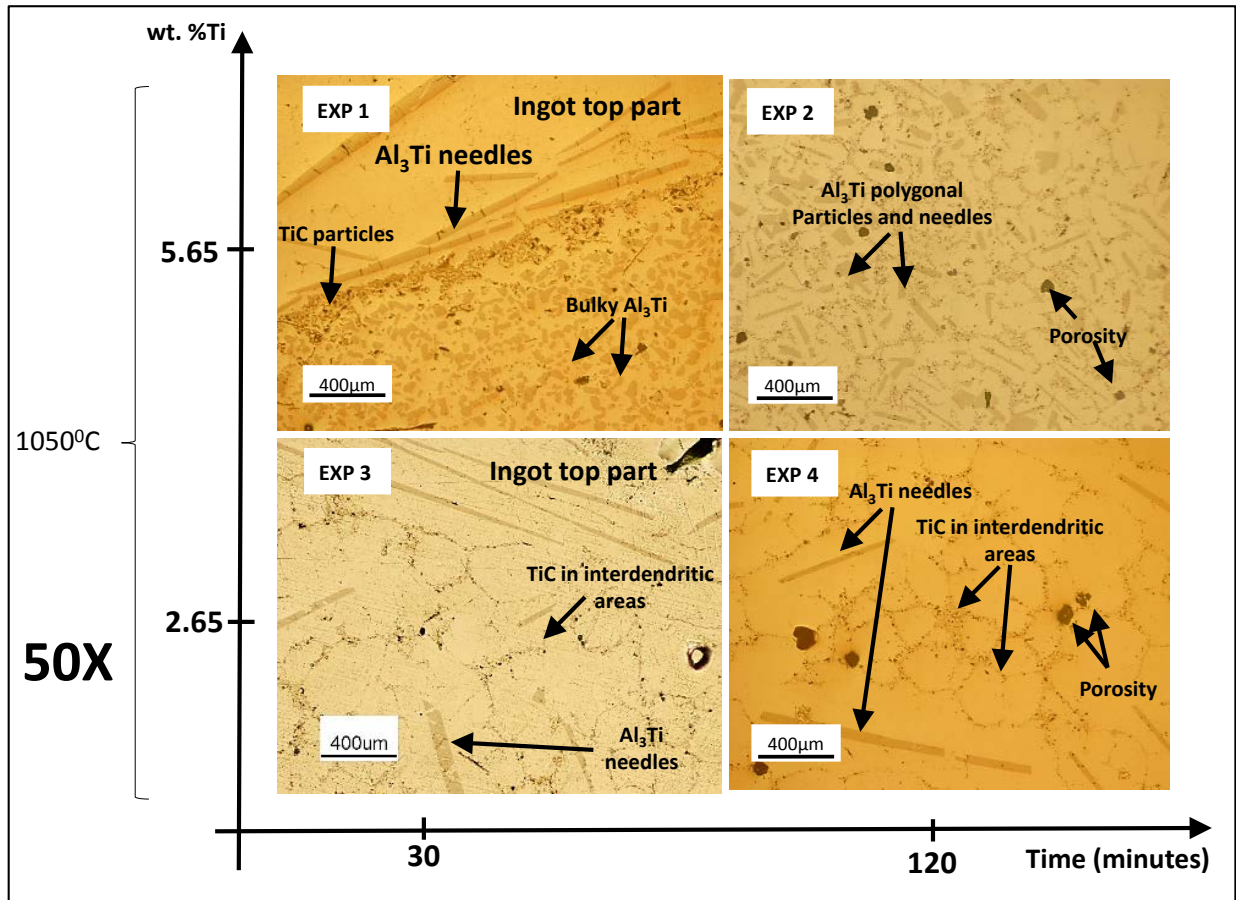 wt. %Ti
EXP 1
Ingot top part
Al₃Ti needles
TiC particles
Bulky Al₃Ti
400µm
EXP 2
Al₃Ti polygonal
Particles and needles
Porosity
400µm
5.65
1050⁰C
EXP 3
Ingot top part
TiC in interdendritic
areas
400um
Al₃Ti
needles
EXP 4
Al₃Ti needles
TiC in interdendritic
areas
Porosity
400µm
2.65
50X
30
120
Time (minutes)